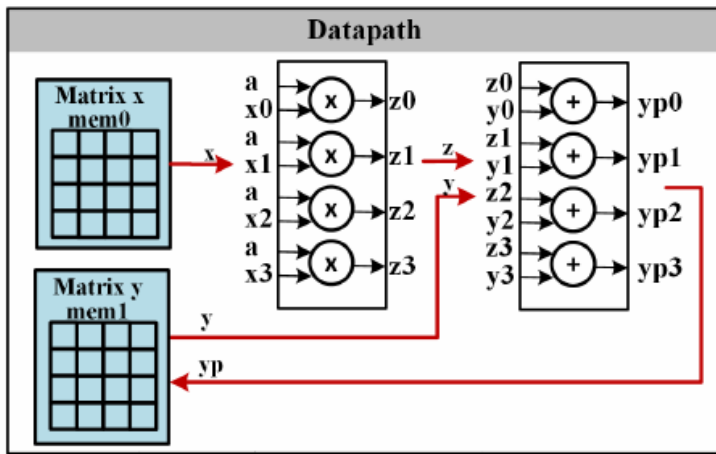 Datapath
Matrix x
mem0
x
a
x0
z0
a
x1
z1
a
x2
z2
a
x3
z3
z
y
z0
y0
yp0
z1
y1
yp1
z2
y2
yp2
z3
y3
yp3
Matrix y
mem1
y
yp
x
x
x
x
+
+
+
+